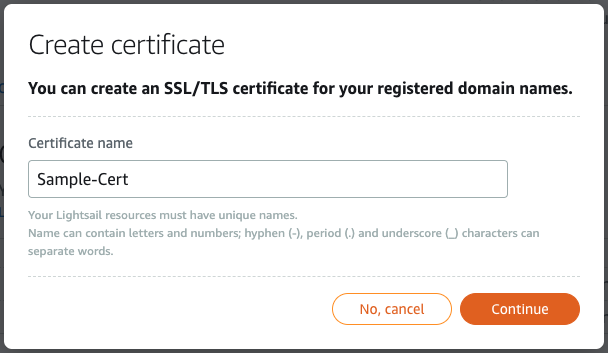 Create certificate
You can create an SSL/TLS certificate for your registered domain names.
Certificate name
Sample-Cert
Your Lightsail resources must have unique names.
Name can contain letters and numbers; hyphen (-), period (.) and underscore (_) characters can
separate words.
No, cancel
Continue